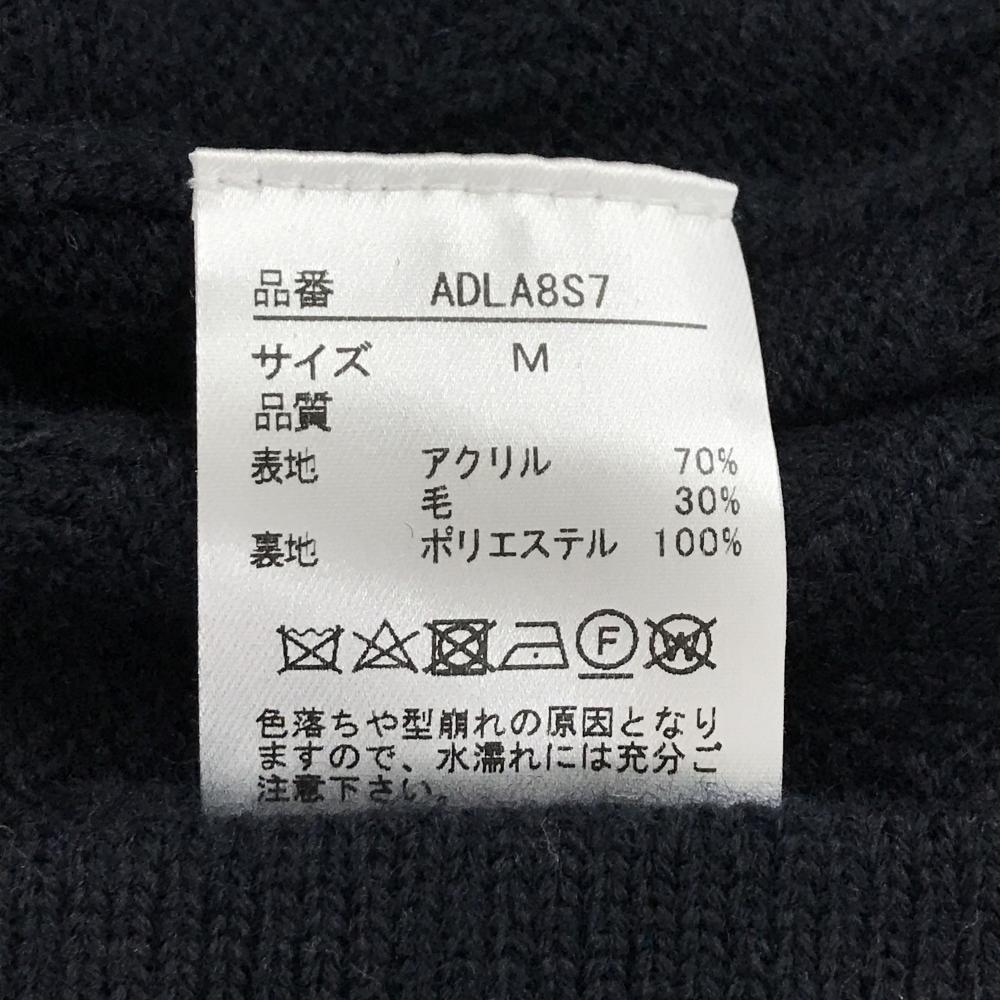 品番 ADLA8S7
サイズ M
品質
表地 アクリル 70%
毛 30%
裏地 ポリエステル 100%
F W
色落ちや型崩れの原因となり
ますので、水濡れには充分ご
注意下さい。